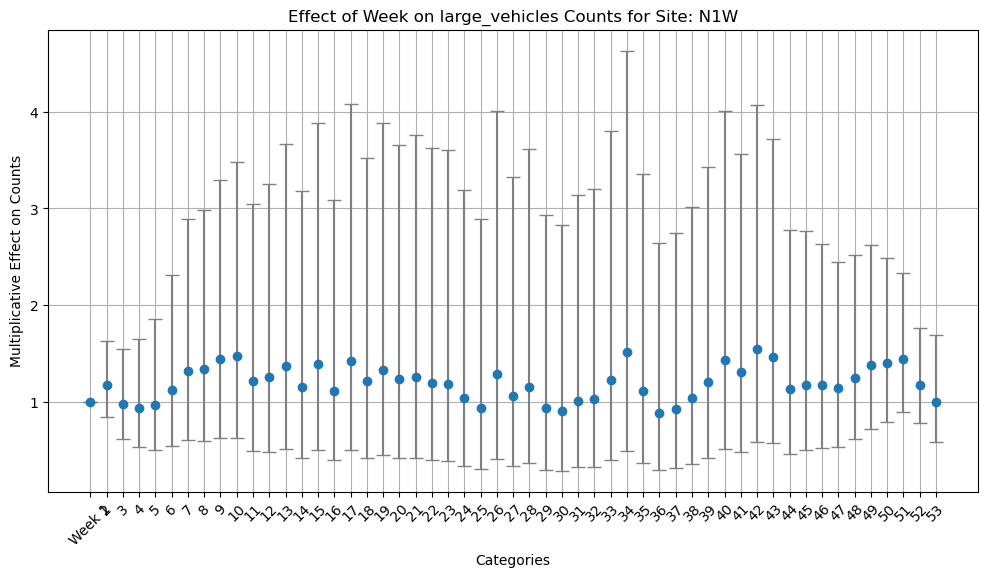 Effect of Week on large_vehicles Counts for Site: N1W
Multiplicative Effect on Counts
4
3
2
1
Week 1 2 3 4 5 6 7 8 9 10 11 12 13 14 15 16 17 18 19 20 21 22 23 24 25 26 27 28 29 30 31 32 33 34 35 36 37 38 39 40 41 42 43 44 45 46 47 48 49 50 51 52 53
Categories